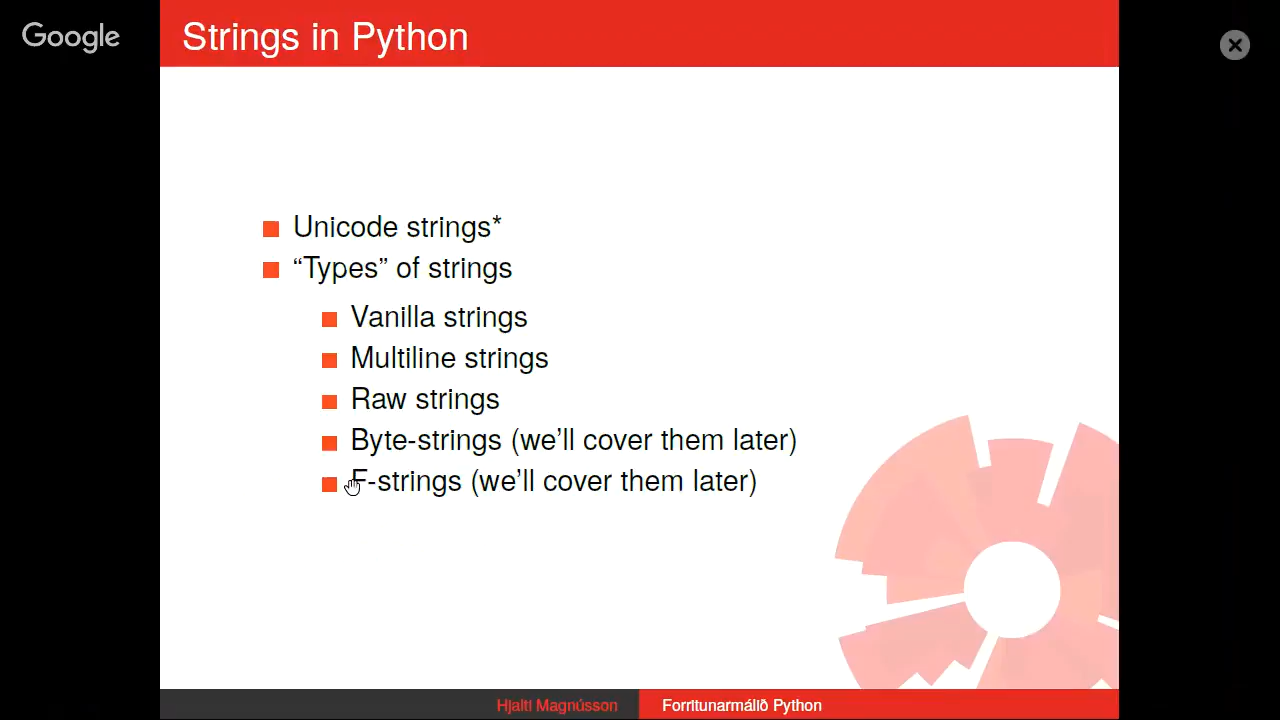 Google
Strings in Python
Unicode strings*
“Types” of strings
Vanilla strings
Multiline strings
Raw strings
Byte-strings (we’ll cover them later)
F-strings (we’ll cover them later)
Hjalti Magnússon
Forritunarmálið Python